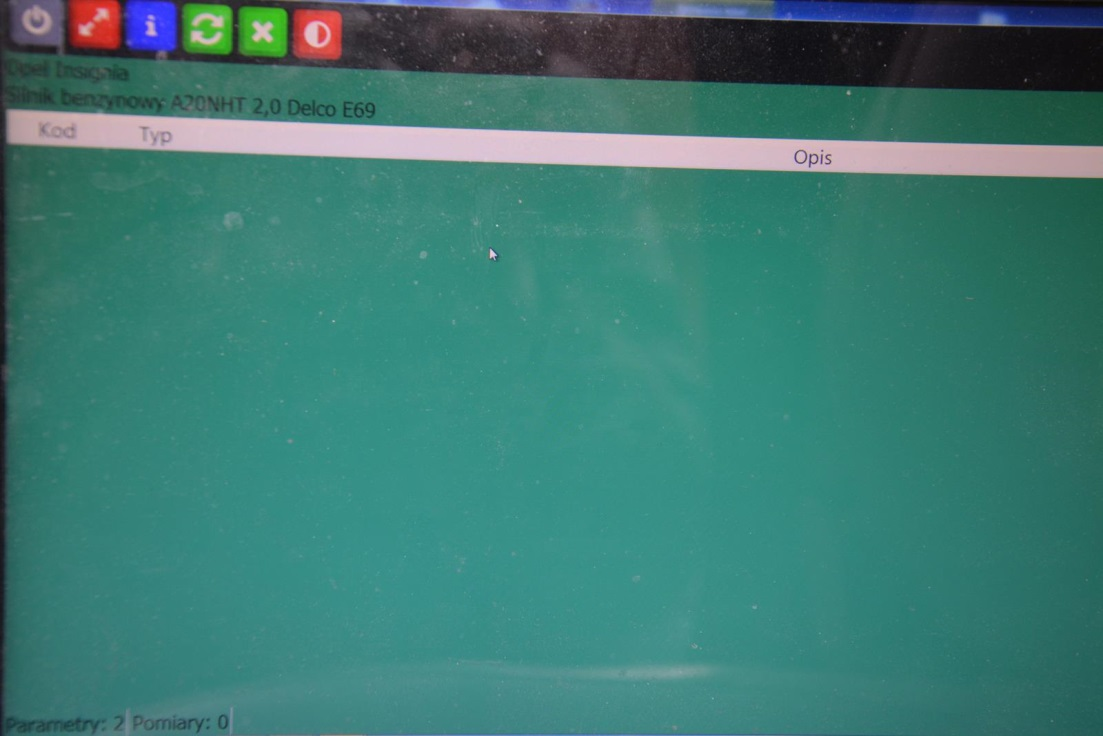 Opel Insignia
Silnik benzynowy A20NHT 2,0 Delco E69
Kod Typ Opis
Parametry: 2 Pomiary: 0